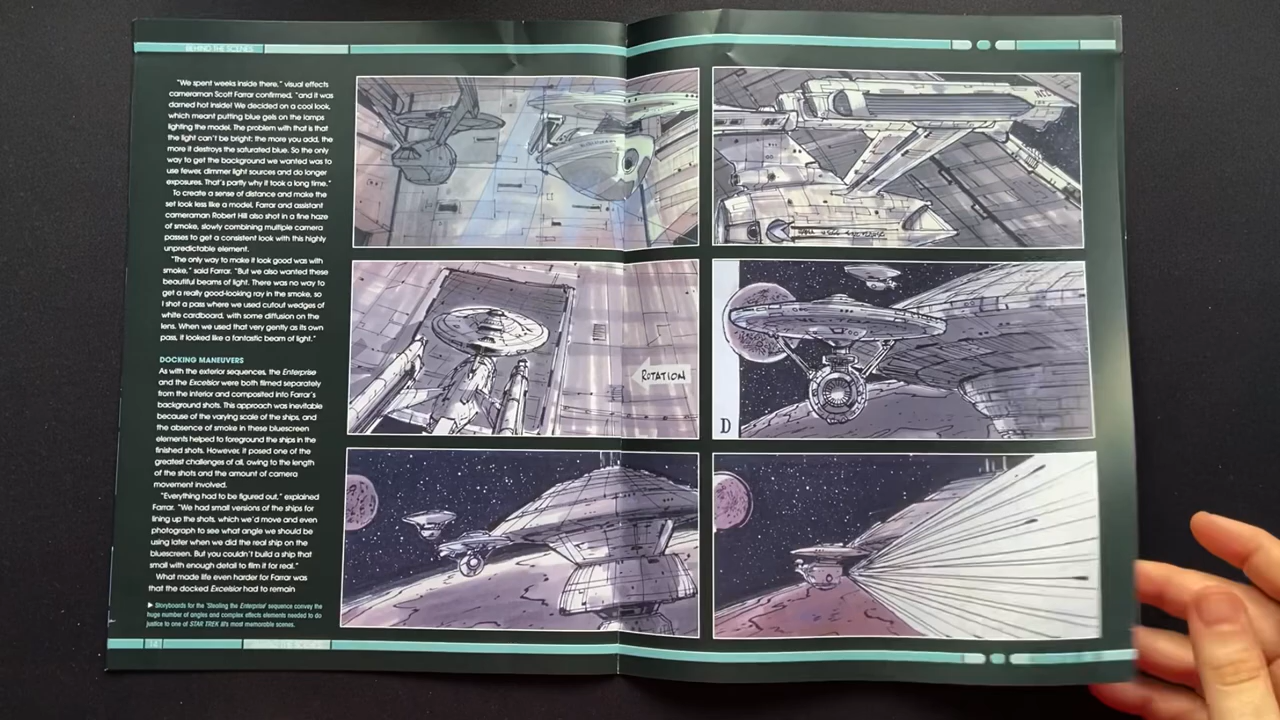 BEHIND THE SCENES
"We spent weeks inside there," visual effects
cameraman Scott Farrar confirmed, "and it was
darned hot inside! We decided on a cool look,
which meant putting blue gels on the lamps
lighting the model. The problem with that is that
the light can't be bright: the more you add, the
more it destroys the saturated blue. So the only
way to get the background we wanted was to
use fewer, dimmer light sources and do longer
exposures. That's partly why it took a long time."
To create a sense of distance and make the
set look less like a model, Farrar and assistant
cameraman Robert Hill also shot in a fine haze
of smoke, slowly combining multiple camera
passes to get a consistent look with this highly
unpredictable element.
"The only way to make it look good was with
smoke," said Farrar. "But we also wanted these
beautiful beams of light. There was no way to
get a really good-looking ray in the smoke, so
I shot a pass where we used cutout wedges of
white cardboard, with some diffusion on the
lens. When we used that very gently as its own
pass, it looked like a fantastic beam of light."
DOCKING MANEUVERS
As with the exterior sequences, the Enterprise
and the Excelsior were both filmed separately
from the interior and composited into Farrar's
background shots. This approach was inevitable
because of the varying scale of the ships, and
the absence of smoke in these bluescreen
elements helped to foreground the ships in the
finished shots. However, it posed one of the
greatest challenges of all, owing to the length
of the shots and the amount of camera
movement involved.
"Everything had to be figured out," explained
Farrar. "We had small versions of the ships for
lining up the shots, which we'd move and even
photograph to see what angle we should be
using later when we did the real ship on the
bluescreen. But you couldn't build a ship that
small with enough detail to film it for real."
What made life even harder for Farrar was
that the docked Excelsior had to remain
▶ Storyboards for the 'Stealing the Enterprise' sequence convey the
huge number of angles and complex effects elements needed to do
justice to one of STAR TREK III's most memorable scenes.
14
ROTATION
D